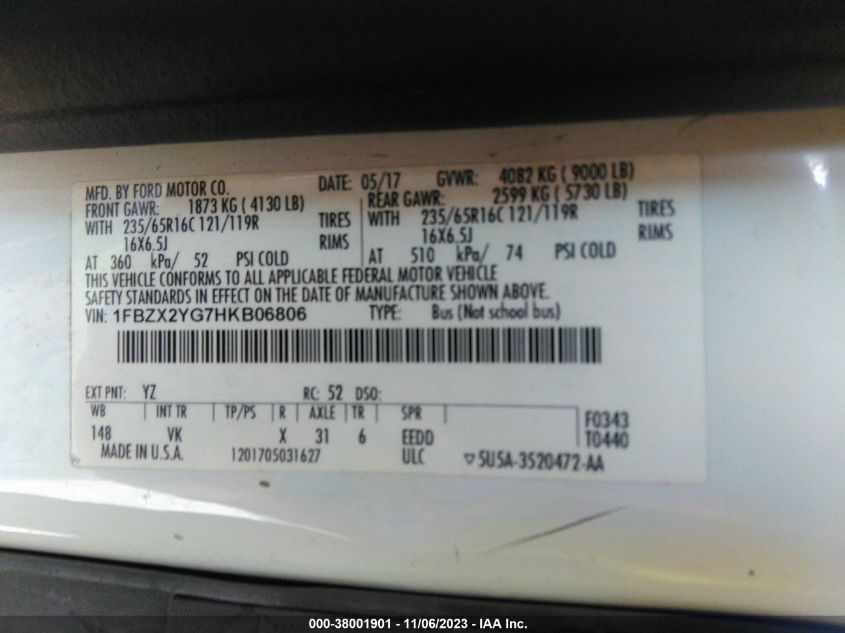 MFD. BY FORD MOTOR CO. DATE: 05/17 GVWR: 4082 KG ( 9000 LB)
FRONT GAWR: 1873 KG ( 4130 LB) REAR GAWR: 2599 KG ( 5730 LB)
WITH 235/65R16C 121/119R TIRES WITH 235/65R16C 121/119R TIRES
16X6.5J RIMS 16X6.5J RIMS
AT 360 kPa/ 52 PSI COLD AT 510 kPa/ 74 PSI COLD
THIS VEHICLE CONFORMS TO ALL APPLICABLE FEDERAL MOTOR VEHICLE
SAFETY STANDARDS IN EFFECT ON THE DATE OF MANUFACTURE SHOWN ABOVE.
VIN: 1FBZX2YG7HKB06806 TYPE: Bus (Not school bus)
EXT PNT: YZ RC: 52 DSO:
WB INT TR TP/PS R AXLE TR SPR F0343
148 VK X 31 6 EEDD T0440
MADE IN U.S.A. 1201705031627 ULC ▽5U5A-3520472-AA
000-38001901 - 11/06/2023 - IAA Inc.